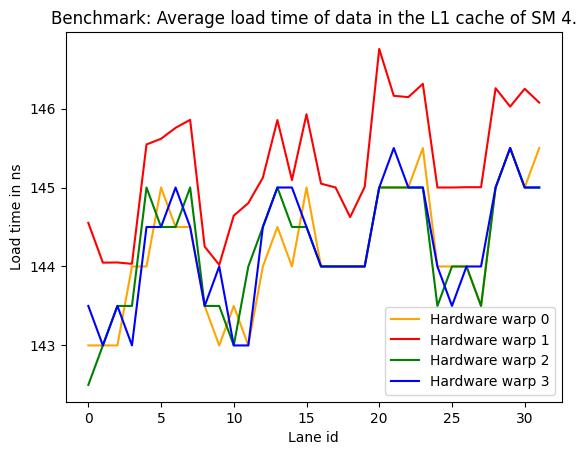 Benchmark: Average load time of data in the L1 cache of SM 4.
Load time in ns
146
145
144
143
0 5 10 15 20 25 30
Lane id
Hardware warp 0
Hardware warp 1
Hardware warp 2
Hardware warp 3